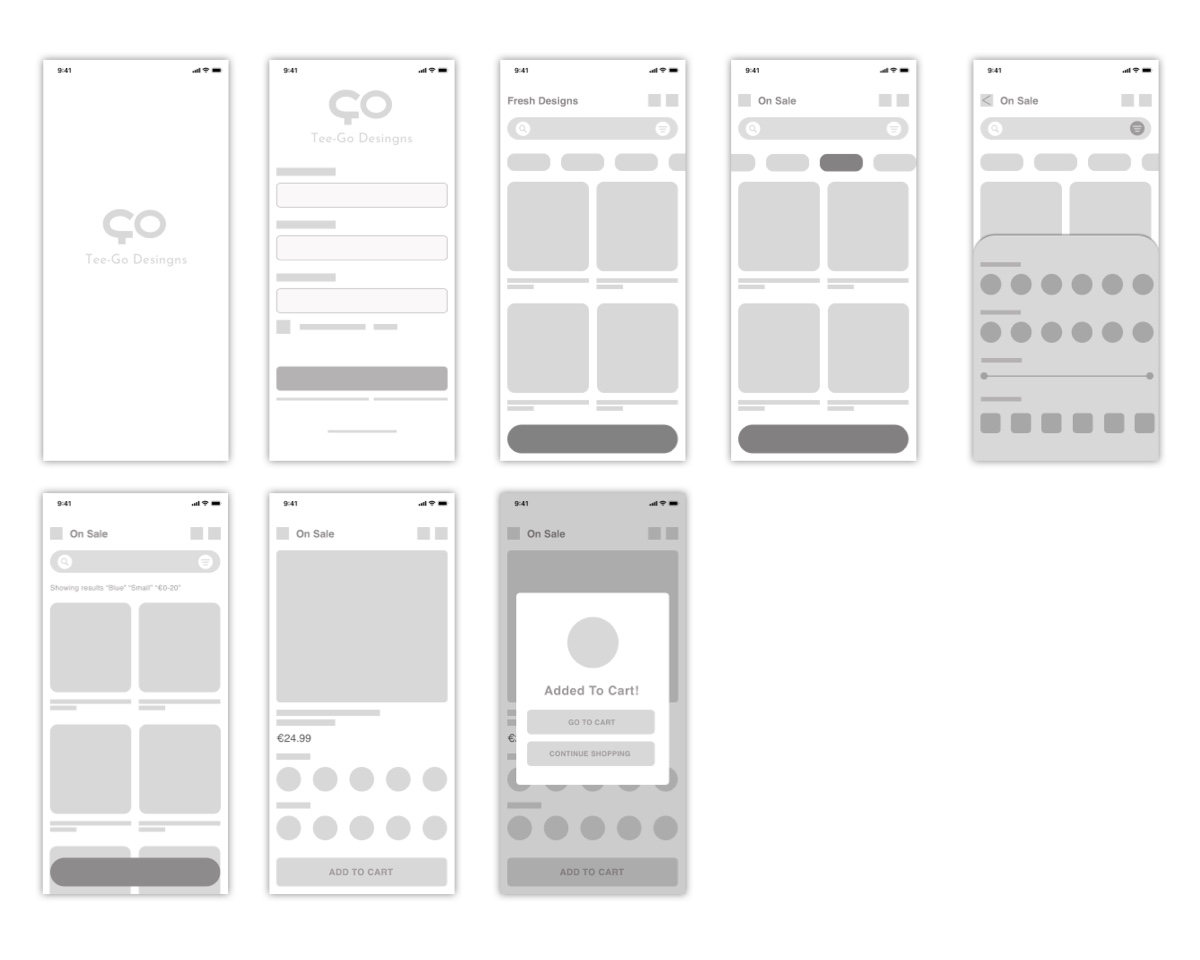 9:41
Tee-Go Desingns
9:41
Tee-Go Desingns
9:41
Fresh Designs
9:41
On Sale
9:41
On Sale
9:41
On Sale
Showing results “Blue” “Small” “€0-20”
9:41
On Sale
€24.99
ADD TO CART
9:41
On Sale
€
Added To Cart!
GO TO CART
CONTINUE SHOPPING
ADD TO CART